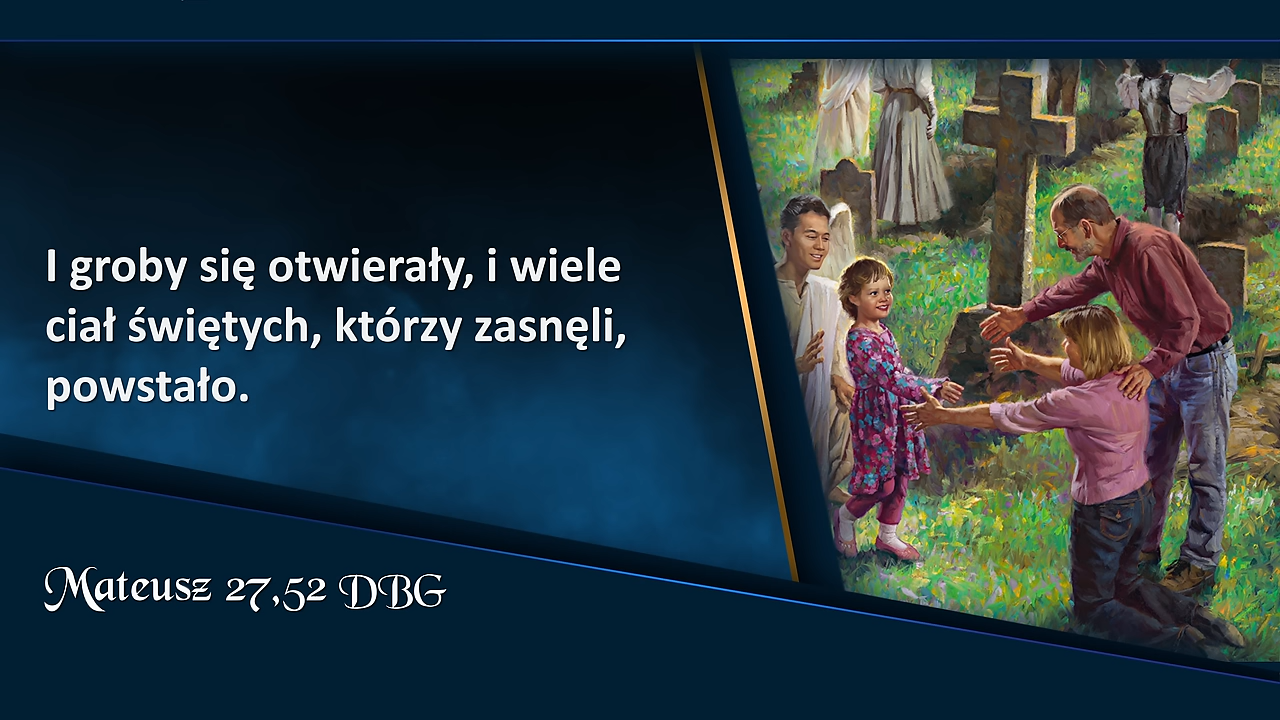 I groby się otwierały, i wiele
ciał świętych, którzy zasnęli,
powstało.
Mateusz 27,52 DBG